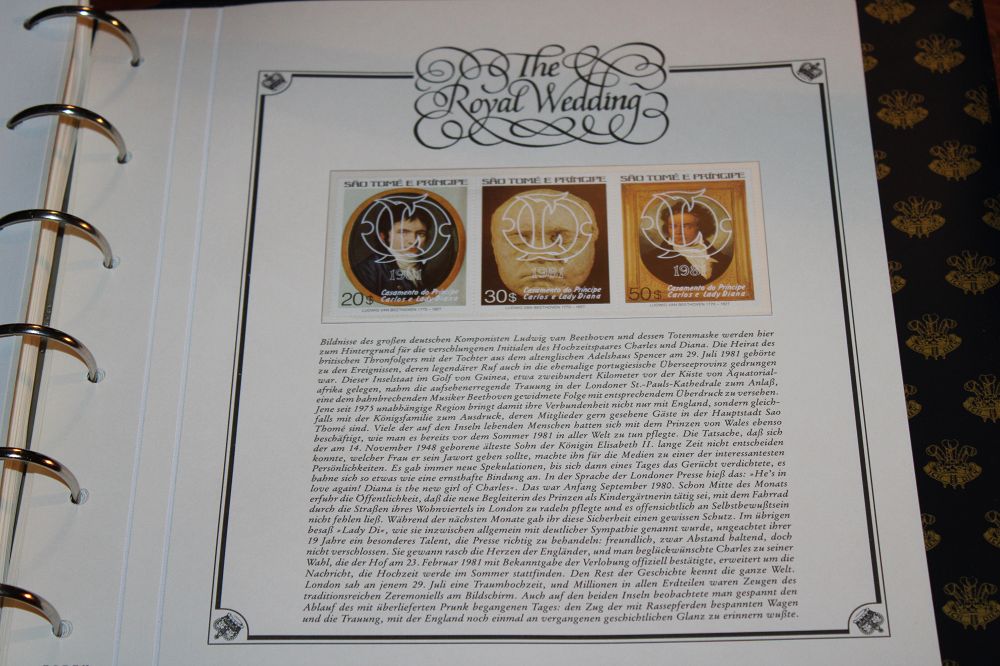 The
Royal Wedding
SÃO TOMÉ E PRÍNCIPE
1981
Casamento do Príncipe
Carlos e Lady Diana
20$
LUDWIG VAN BEETHOVEN 1770 - 1827
SÃO TOMÉ E PRÍNCIPE
1981
Casamento do Príncipe
Carlos e Lady Diana
30$
LUDWIG VAN BEETHOVEN 1770 - 1827
SÃO TOMÉ E PRÍNCIPE
1981
Casamento do Príncipe
Carlos e Lady Diana
50$
LUDWIG VAN BEETHOVEN 1770 - 1827
Bildnisse des großen deutschen Komponisten Ludwig van Beethoven und dessen Totenmaske werden hier
zum Hintergrund für die verschlungenen Initialen des Hochzeitspaares Charles und Diana. Die Heirat des
britischen Thronfolgers mit der Tochter aus dem altenglischen Adelshaus Spencer am 29. Juli 1981 gehörte
zu den Ereignissen, deren legendärer Ruf auch in die ehemalige portugiesische Überseeprovinz gedrungen
war. Dieser Inselstaat im Golf von Guinea, etwa zweihundert Kilometer vor der Küste von Äquatorial-
afrika gelegen, nahm die aufsehenerregende Trauung in der Londoner St.-Pauls-Kathedrale zum Anlaß,
eine dem bahnbrechenden Musiker Beethoven gewidmete Folge mit entsprechendem Überdruck zu versehen.
Jene seit 1975 unabhängige Region bringt damit ihre Verbundenheit nicht nur mit England, sondern gleich-
falls mit der Königsfamilie zum Ausdruck, deren Mitglieder gern gesehene Gäste in der Hauptstadt Sao
Thomé sind. Viele der auf den Inseln lebenden Menschen hatten sich mit dem Prinzen von Wales ebenso
beschäftigt, wie man es bereits vor dem Sommer 1981 in aller Welt zu tun pflegte. Die Tatsache, daß sich
der am 14. November 1948 geborene älteste Sohn der Königin Elisabeth II. lange Zeit nicht entscheiden
konnte, welcher Frau er sein Jawort geben sollte, machte ihn für die Medien zu einer der interessantesten
Persönlichkeiten. Es gab immer neue Spekulationen, bis sich dann eines Tages das Gerücht verdichtete, es
bahne sich so etwas wie eine ernsthafte Bindung an. In der Sprache der Londoner Presse hieß das: »He's in
love again! Diana is the new girl of Charles«. Das war Anfang September 1980. Schon Mitte des Monats
erfuhr die Öffentlichkeit, daß die neue Begleiterin des Prinzen als Kindergärtnerin tätig sei, mit dem Fahrrad
durch die Straßen ihres Wohnviertels in London zu radeln pflegte und es offensichtlich an Selbstbewußtsein
nicht fehlen ließ. Während der nächsten Monate gab ihr diese Sicherheit einen gewissen Schutz. Im übrigen
besaß »Lady Di«, wie sie inzwischen allgemein mit deutlicher Sympathie genannt wurde, ungeachtet ihrer
19 Jahre ein besonderes Talent, die Presse richtig zu behandeln: freundlich, zwar Abstand haltend, doch
nicht verschlossen. Sie gewann rasch die Herzen der Engländer, und man beglückwünschte Charles zu seiner
Wahl, die der Hof am 23. Februar 1981 mit Bekanntgabe der Verlobung offiziell bestätigte, erweitert um die
Nachricht, die Hochzeit werde im Sommer stattfinden. Den Rest der Geschichte kennt die ganze Welt.
London sah an jenem 29. Juli eine Traumhochzeit, und Millionen in allen Erdteilen waren Zeugen des
traditionsreichen Zeremoniells am Bildschirm. Auch auf den beiden Inseln beobachtete man gespannt den
Ablauf des mit überliefertem Prunk begangenen Tages: den Zug der mit Rassepferden bespannten Wagen
und die Trauung, mit der England noch einmal an vergangenen geschichtlichen Glanz zu erinnern wußte.